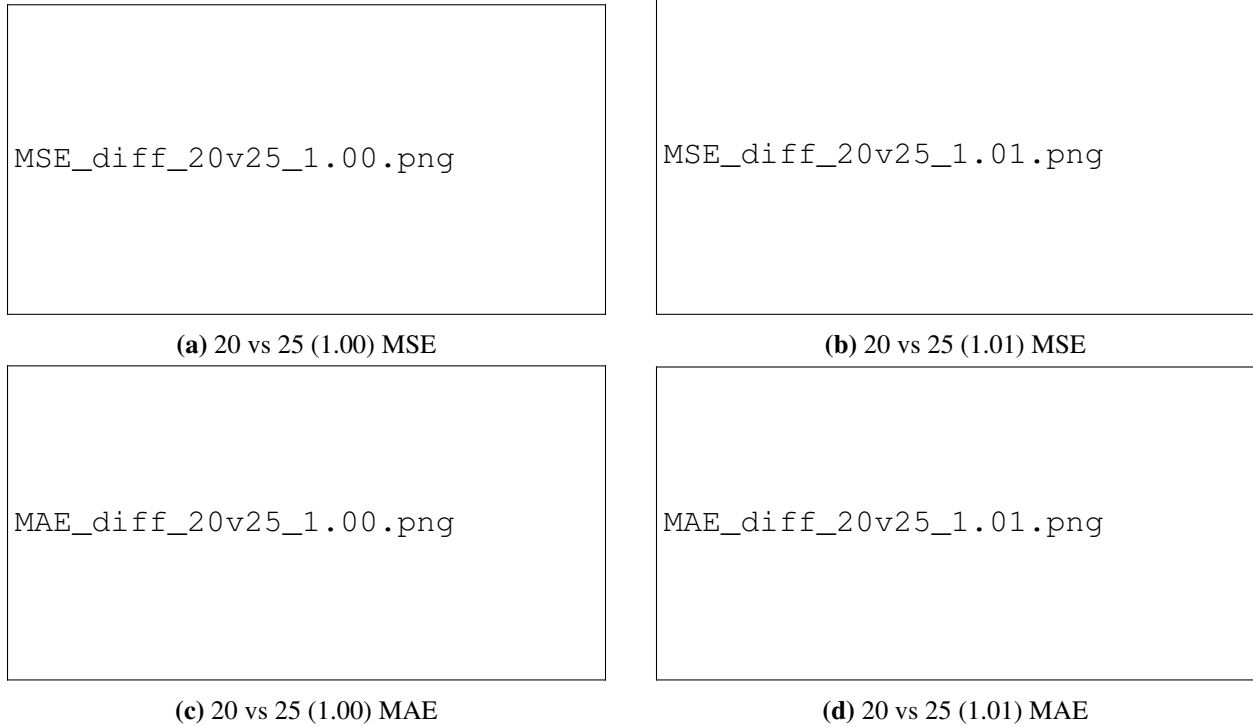 MSE_diff_20v25_1.00.png
MSE_diff_20v25_1.01.png
(a) 20 vs 25 (1.00) MSE
(b) 20 vs 25 (1.01) MSE
MAE_diff_20v25_1.00.png
MAE_diff_20v25_1.01.png
(c) 20 vs 25 (1.00) MAE
(d) 20 vs 25 (1.01) MAE